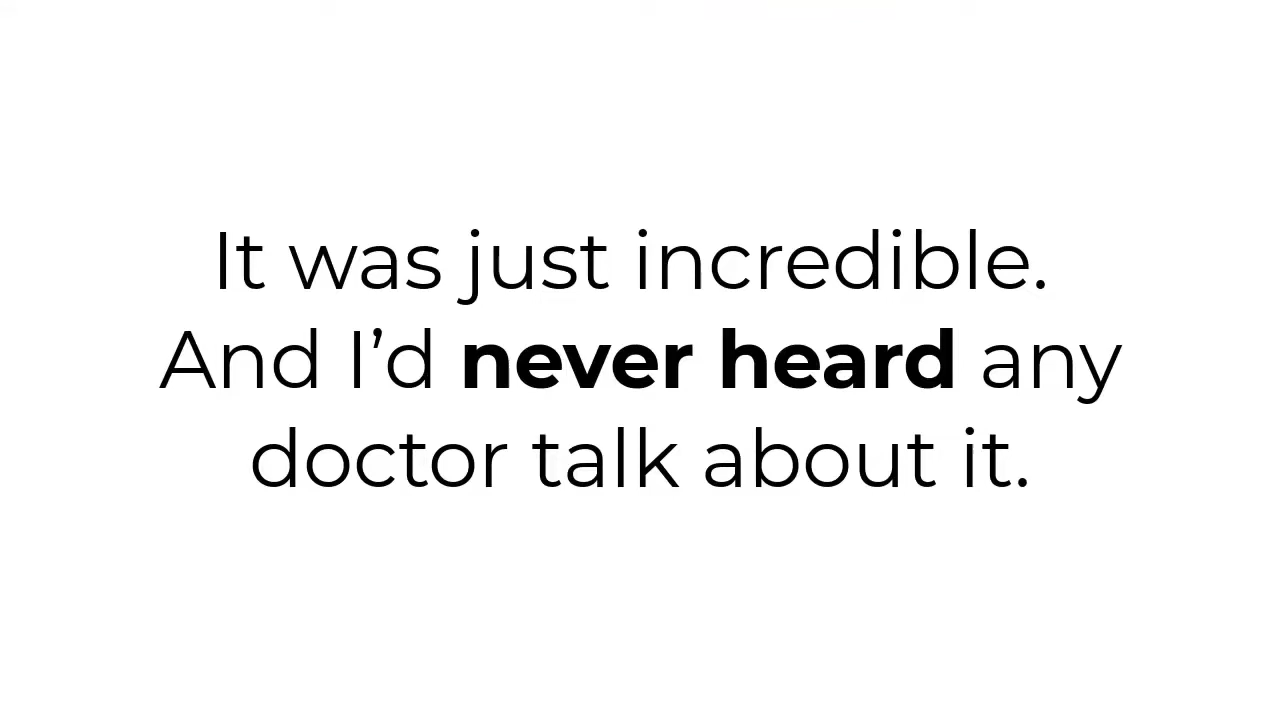 It was just incredible.
And I’d never heard any
doctor talk about it.